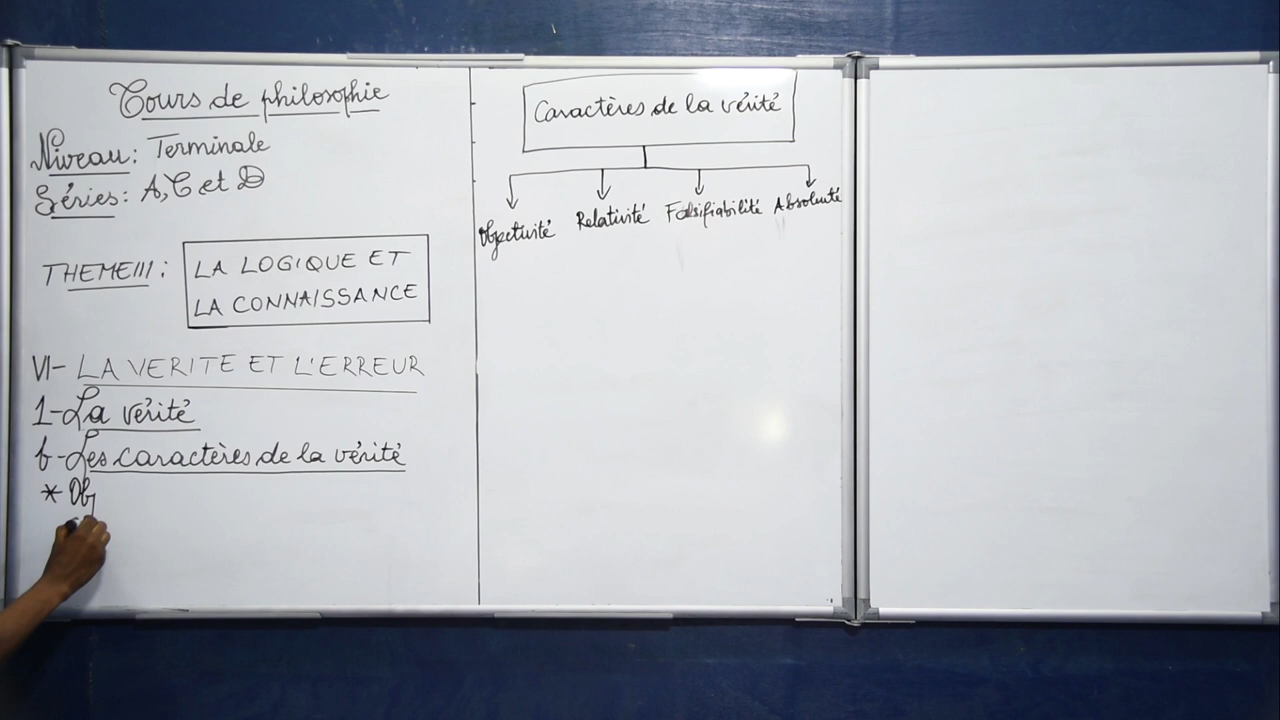 Cours de philosophie
Niveau : Terminale
Séries : A, C et D
THEME III :
LA LOGIQUE ET
LA CONNAISSANCE
VI- LA VERITE ET L'ERREUR
1- La vérité
b- Les caractères de la vérité
* Obj
Caractères de la vérité
Objectivité Relativité Falsifiabilité Absoluité